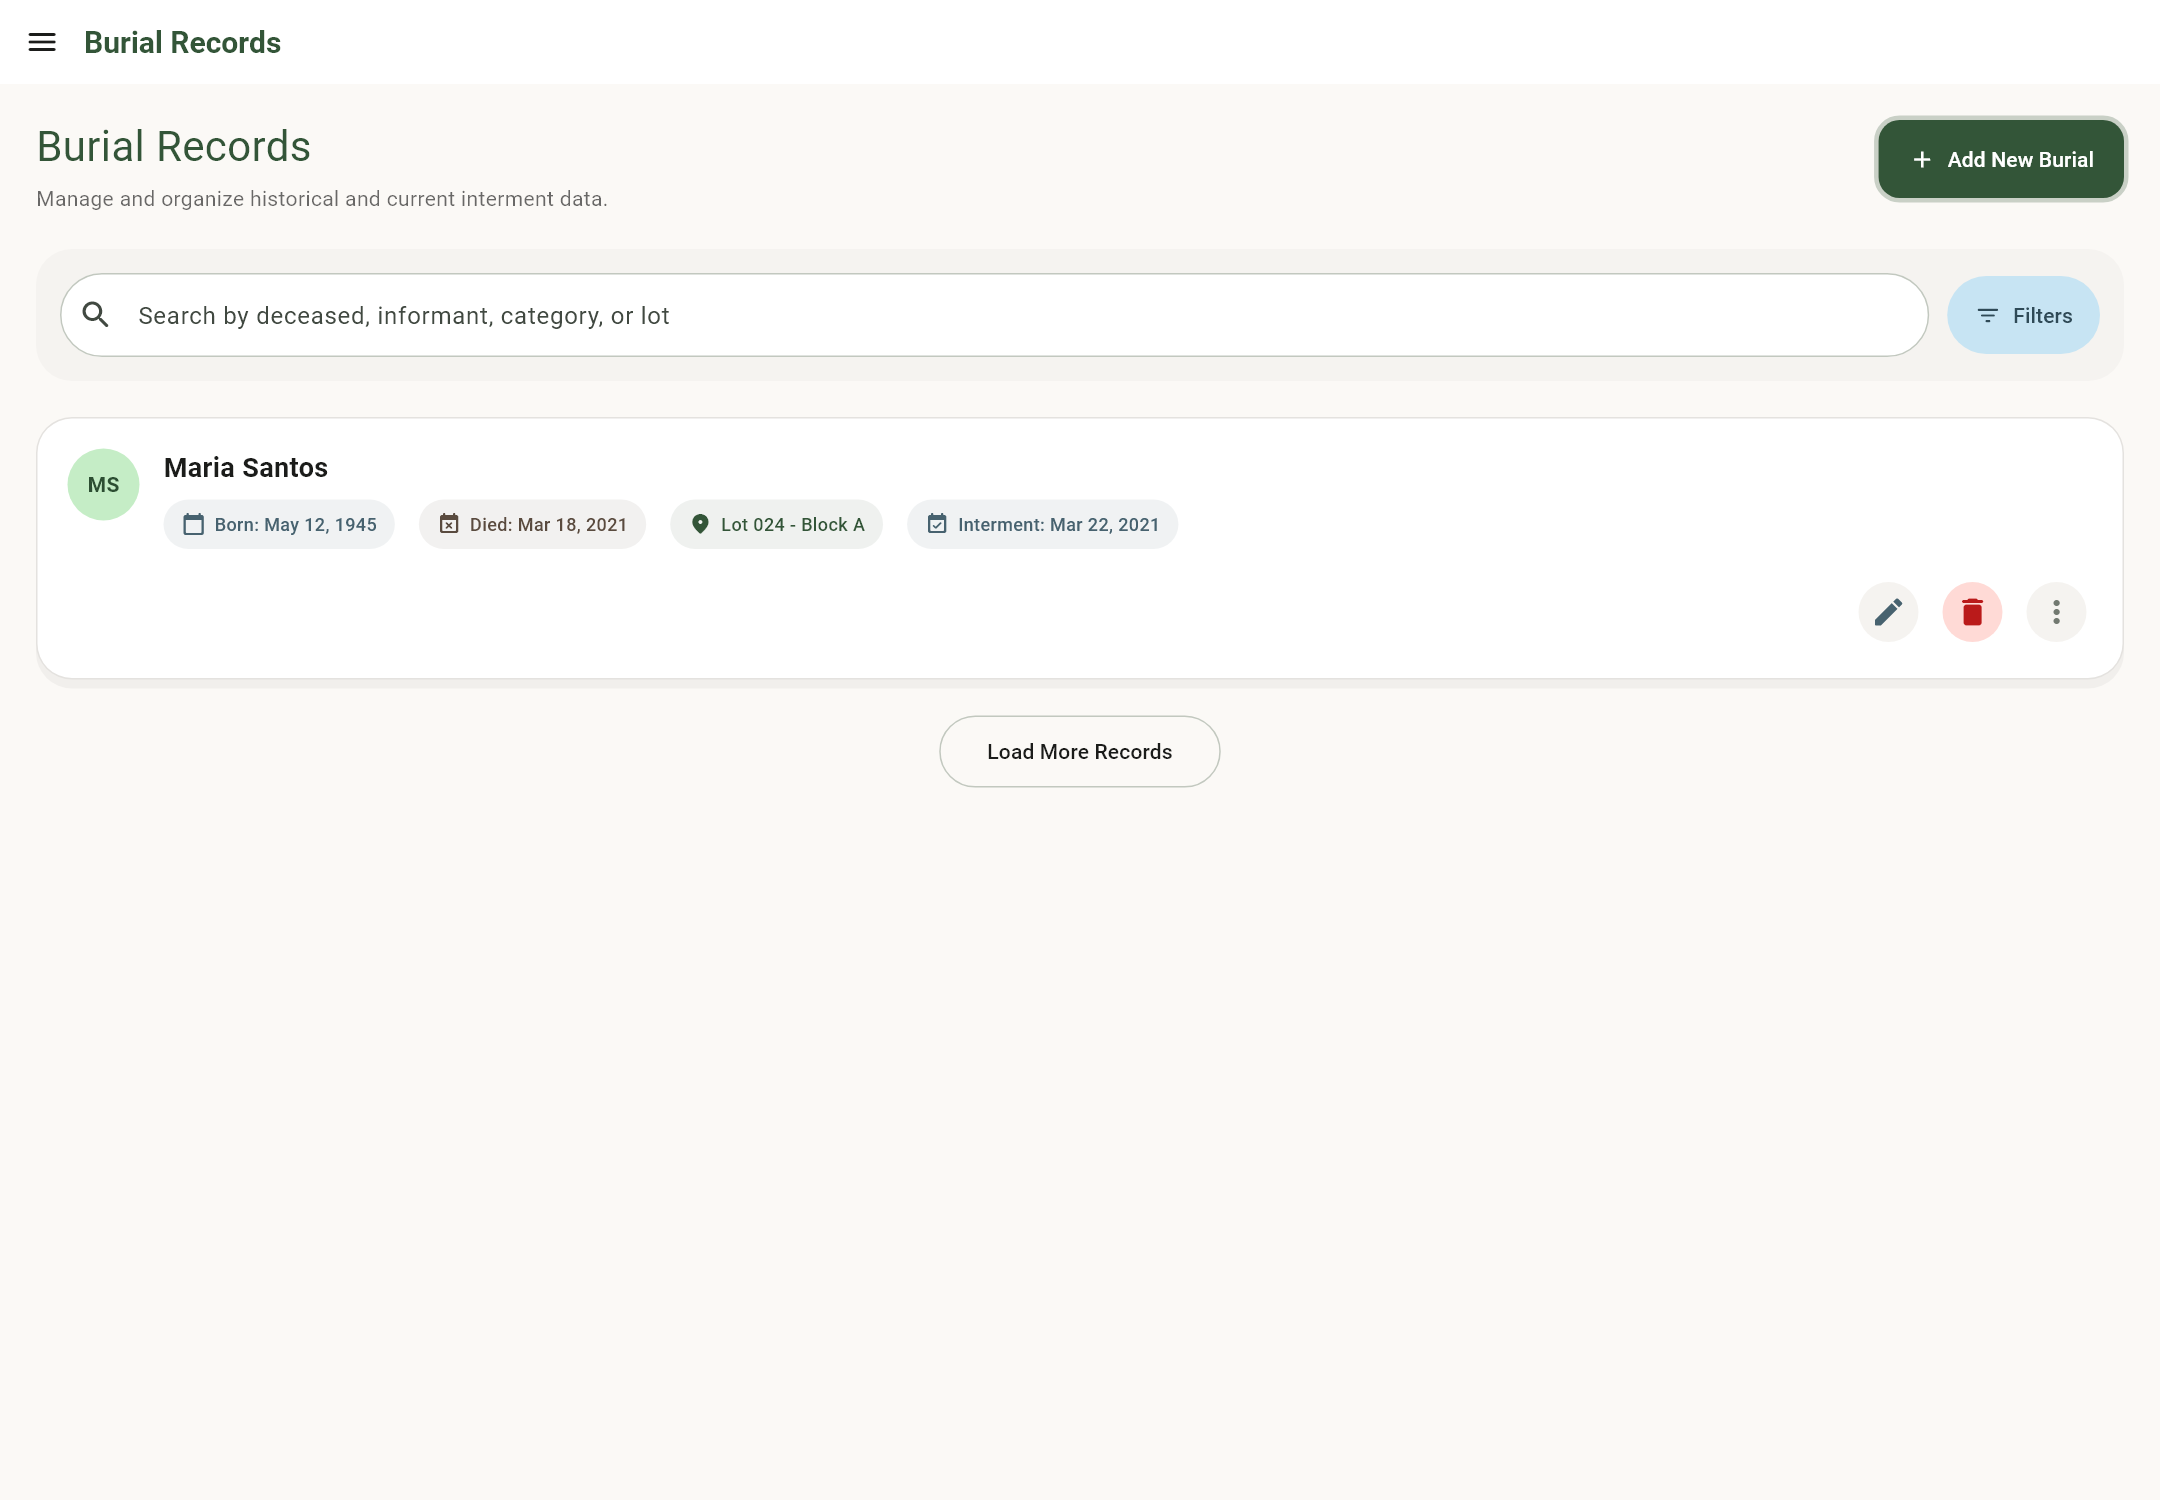 Burial Records
Burial Records
Manage and organize historical and current interment data.
Add New Burial
Search by deceased, informant, category, or lot
Filters
MS
Maria Santos
Born: May 12, 1945
Died: Mar 18, 2021
Lot 024 - Block A
Interment: Mar 22, 2021
Load More Records